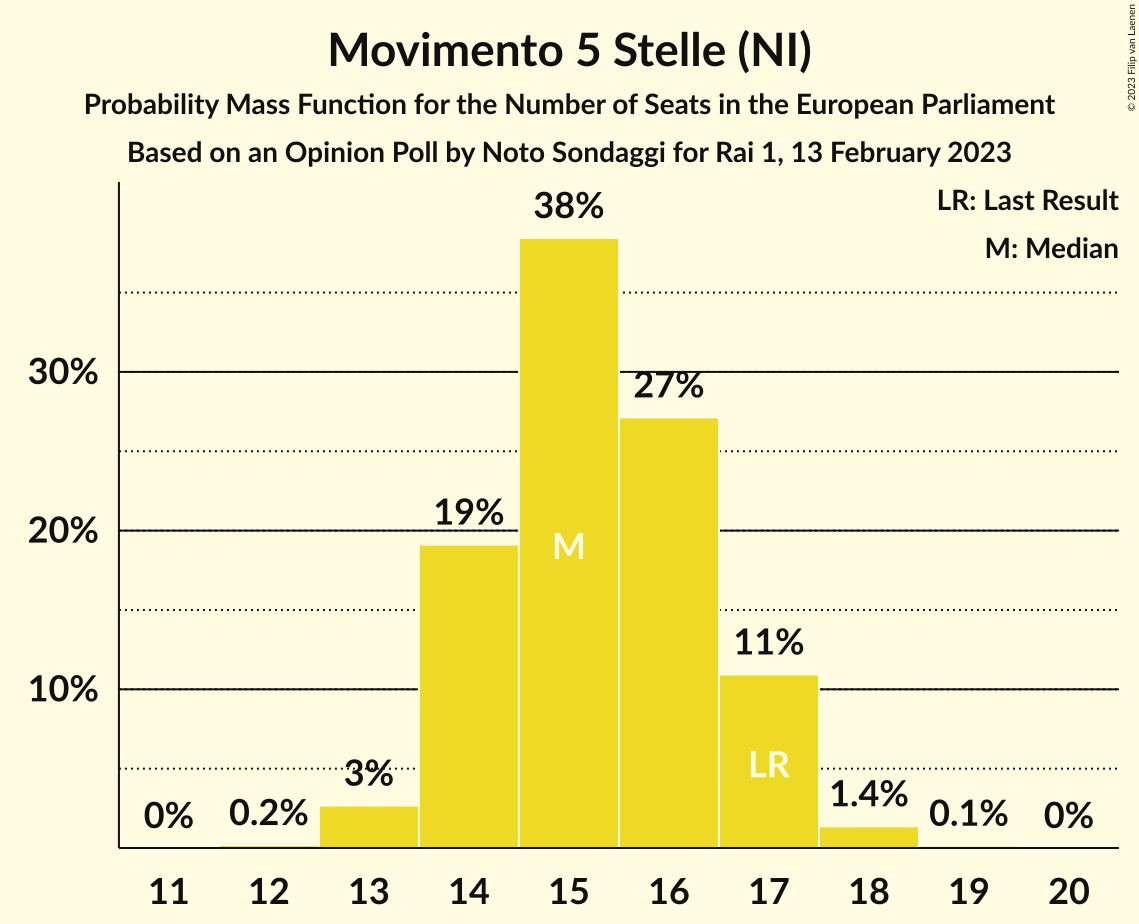 Movimento 5 Stelle (NI)
Probability Mass Function for the Number of Seats in the European Parliament
Based on an Opinion Poll by Noto Sondaggi for Rai 1, 13 February 2023
© 2023 Filip van Laenen
LR: Last Result
M: Median
38%
30%
27%
20%
19%
M
11%
10%
LR
3%
1.4%
0%
0.2%
0.1%
0%
11 12 13 14 15 16 17 18 19 20